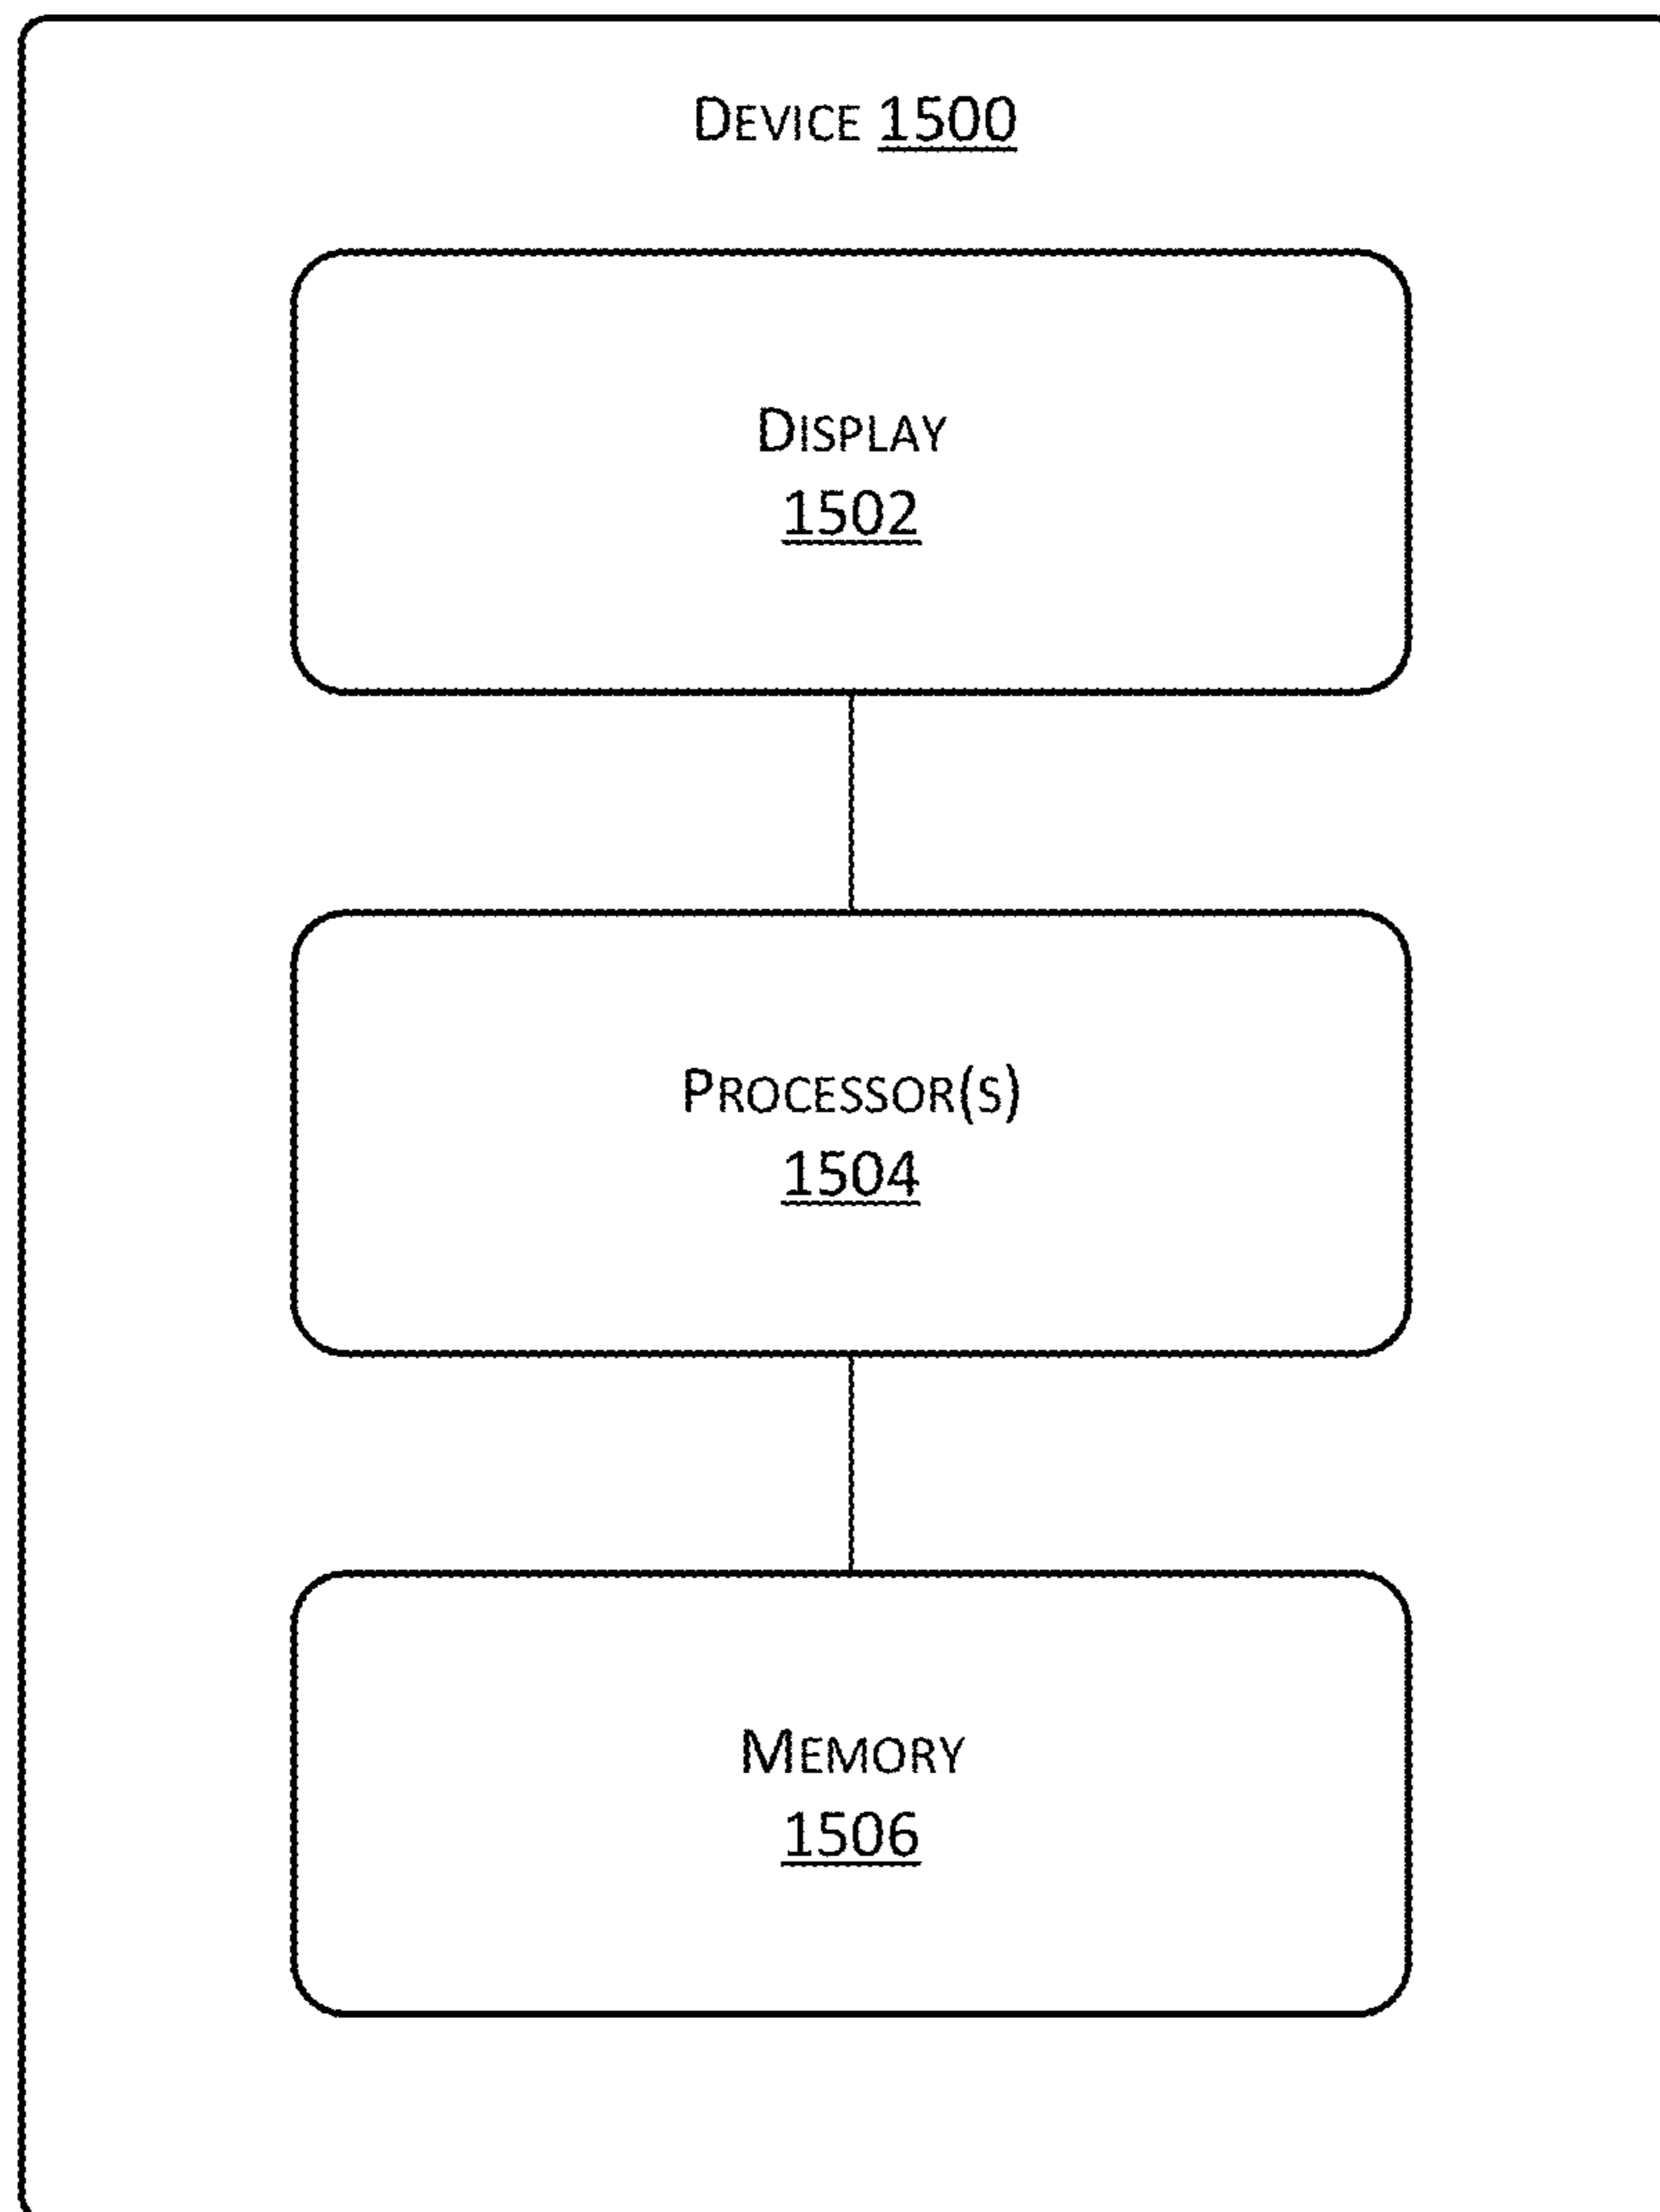 DEVICE 1500
DISPLAY
1502
PROCESSOR(S)
1504
MEMORY
1506